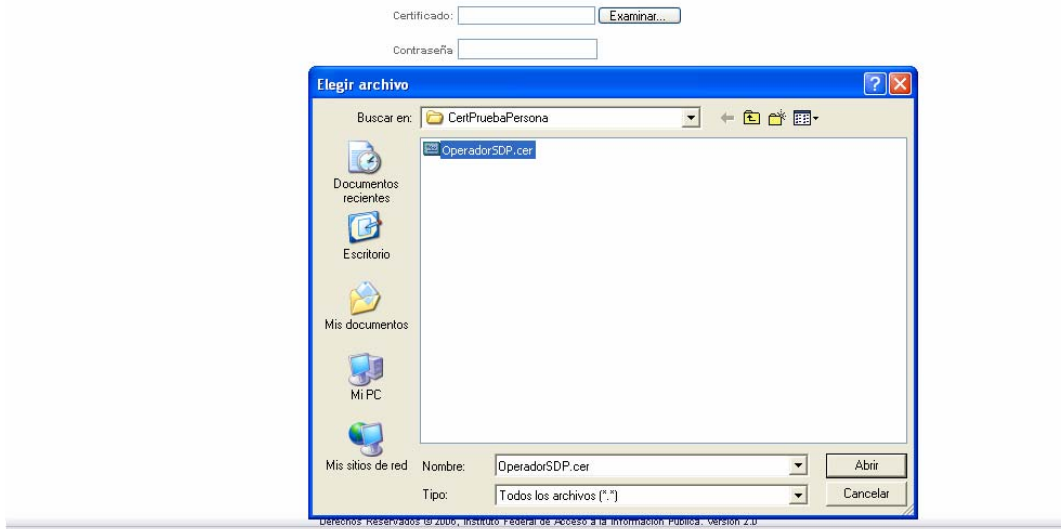 Certificado:
Examinar...
Contraseña
Elegir archivo
Buscar en: CertPruebaPersona
OperadorSDP.cer
Documentos
recientes
Escritorio
Mis documentos
Mi PC
Mis sitios de red
Nombre: OperadorSDP.cer
Abrir
Tipo: Todos los archivos (*.*)
Cancelar
Derechos Reservados © 2006, Instituto Federal de Acceso a la Información Pública. Versión 2.0